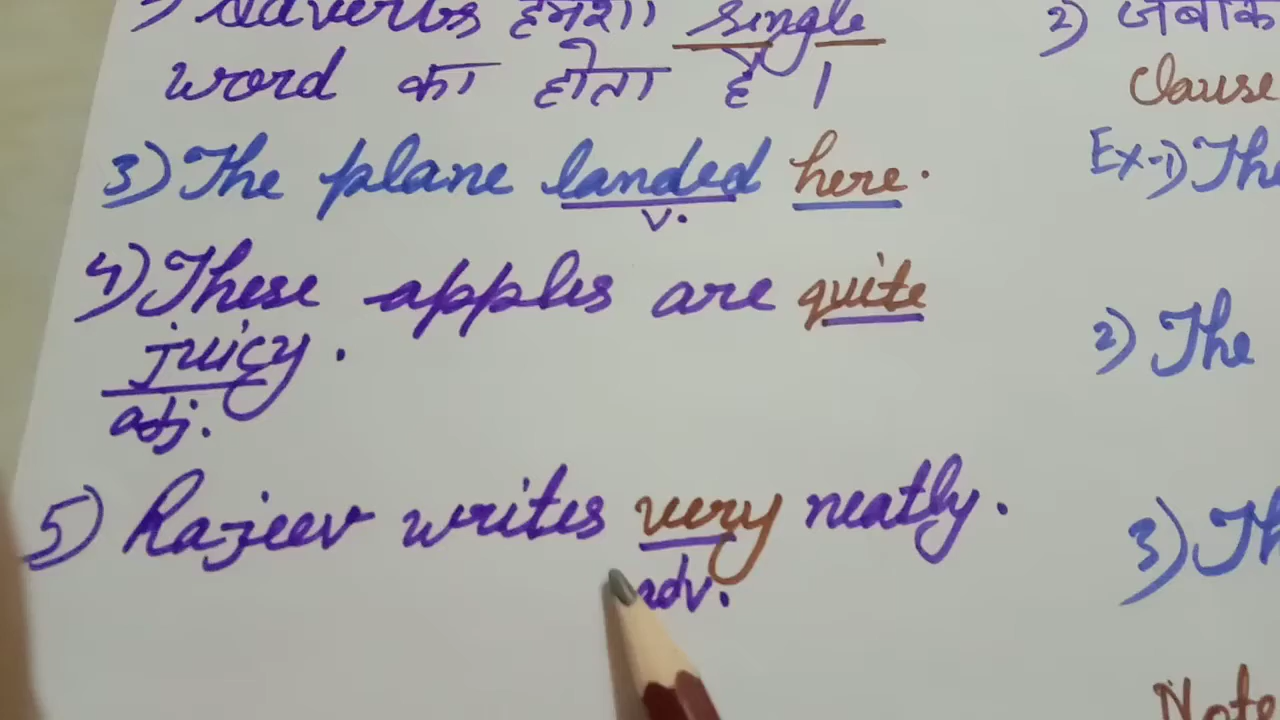 Adverbs हमेशा single
word का होता है ।
3) The plane landed here.
v.
4) These apples are quite
juicy.
adj.
5) Rajeev writes very neatly.
adv.
2) जबकि
Clause
Ex-1) The
2) The
3) Th
Note